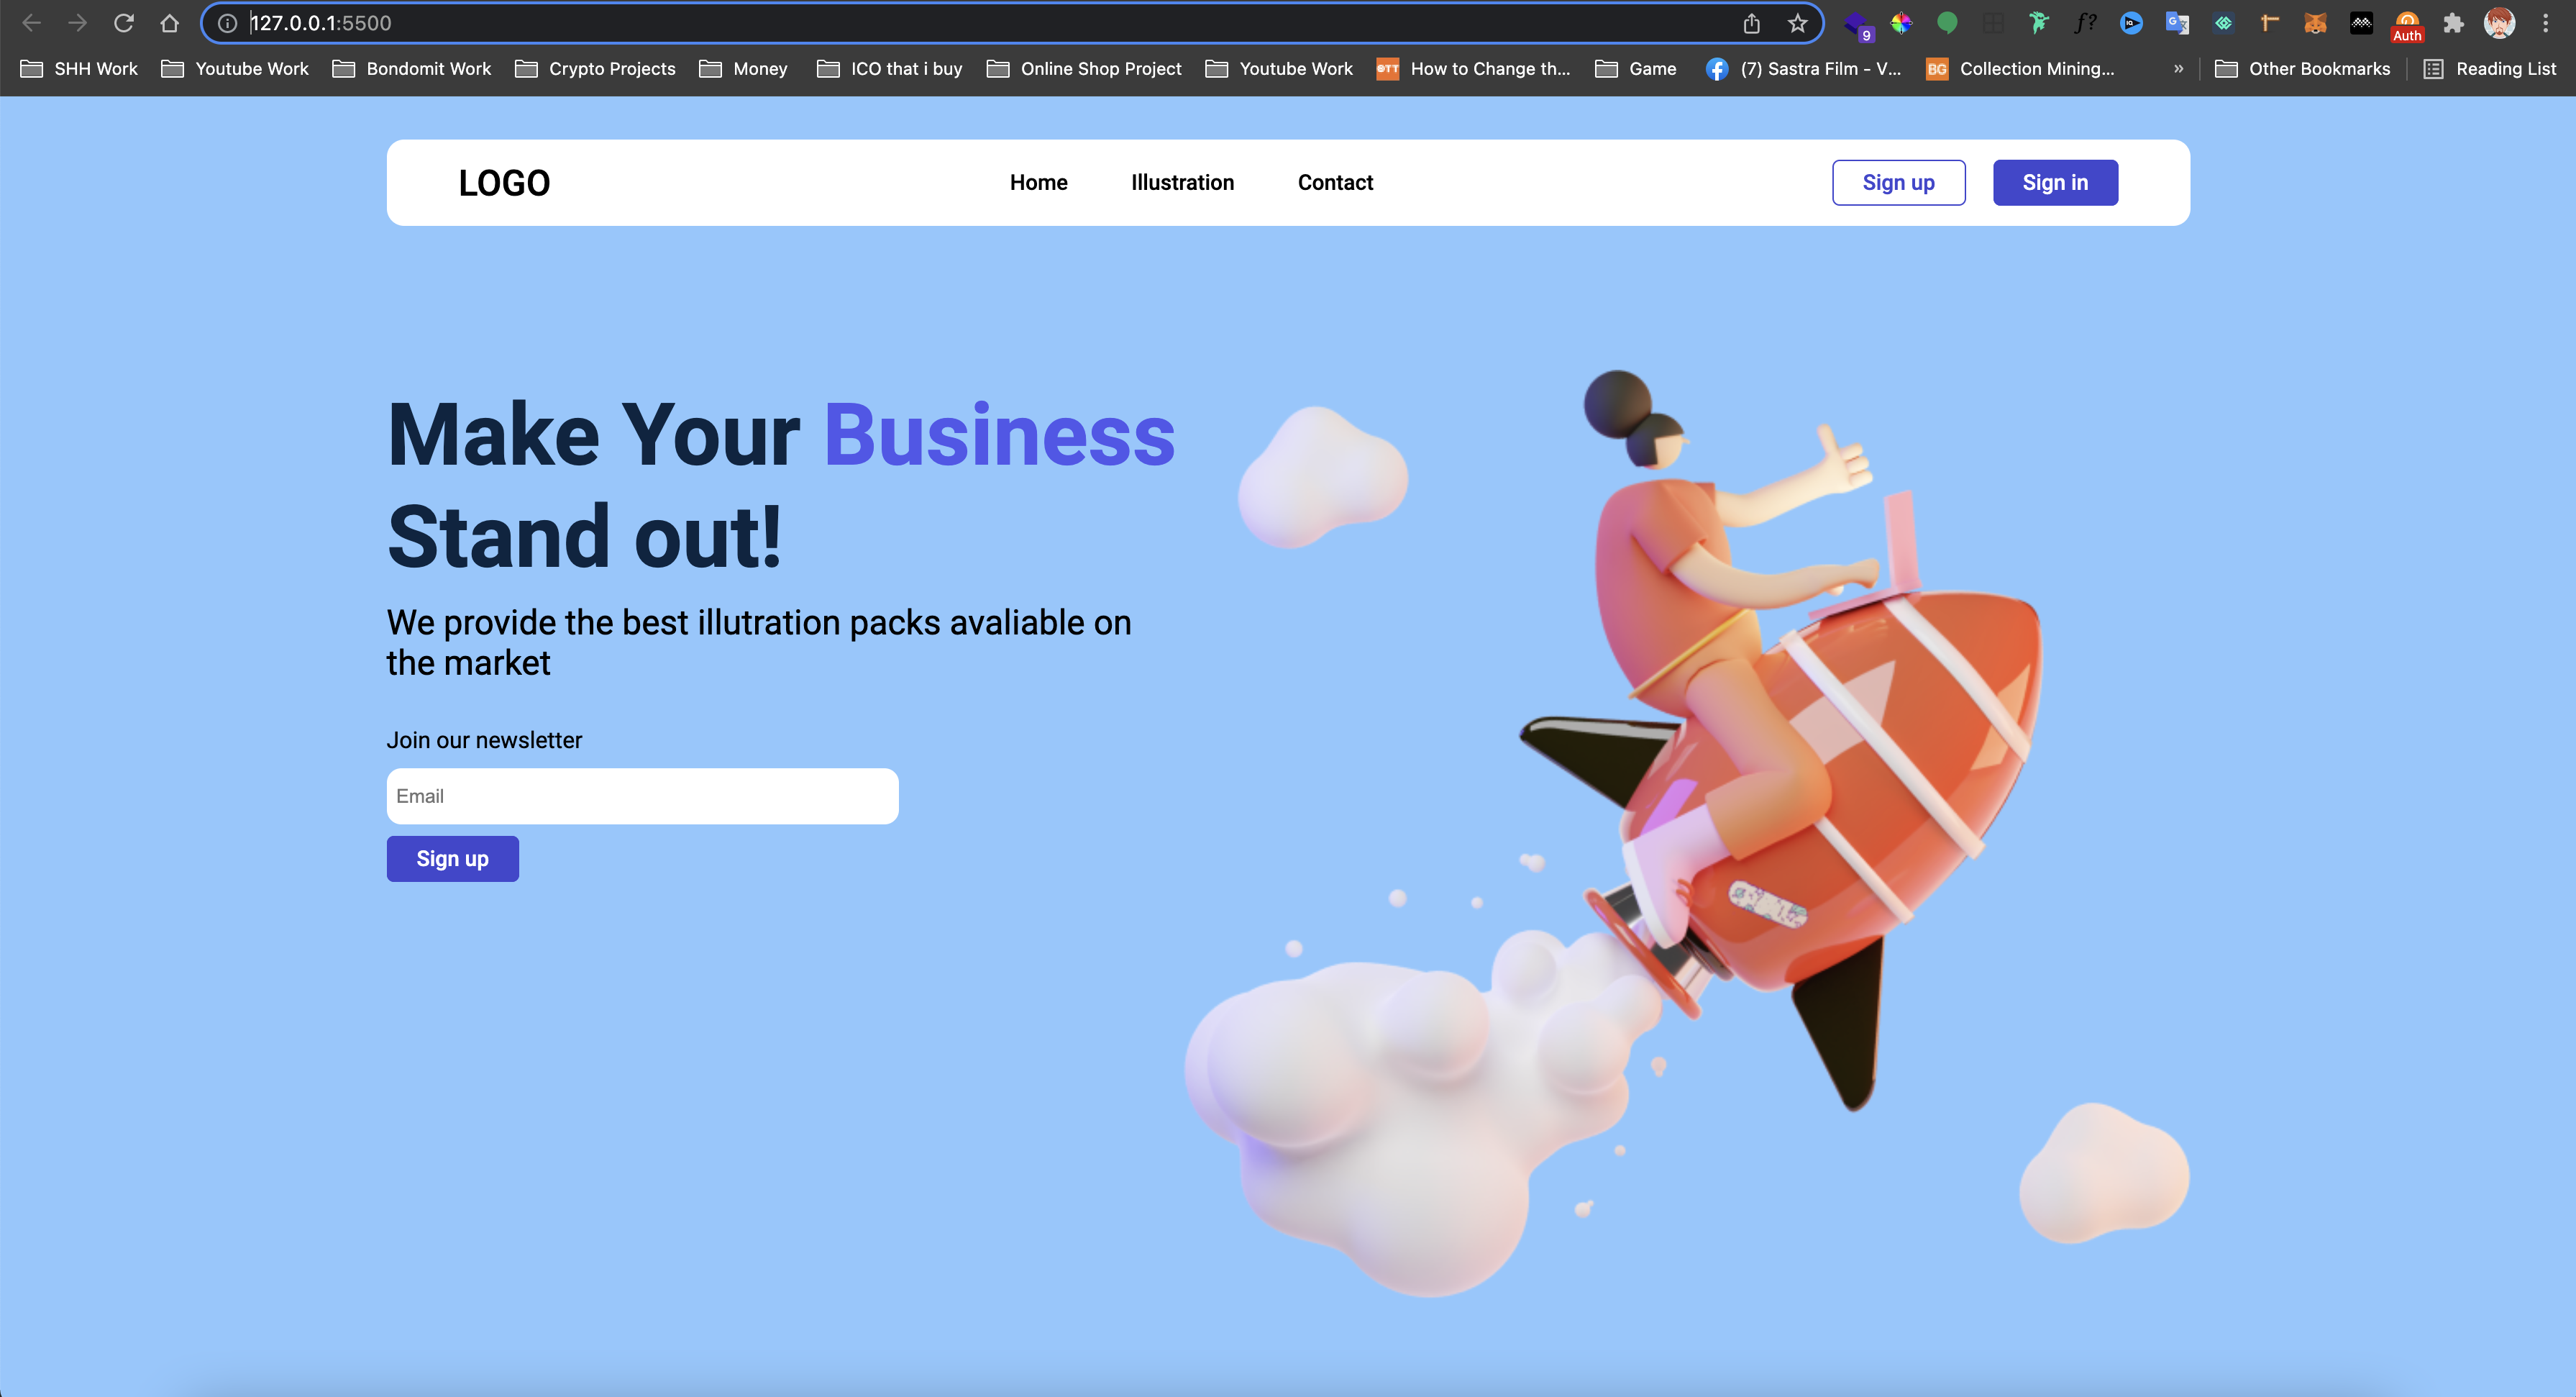 127.0.0.1:5500
9
Auth
SHH Work
Youtube Work
Bondomit Work
Crypto Projects
Money
ICO that i buy
Online Shop Project
Youtube Work
How to Change th...
Game
(7) Sastra Film - V...
BG
Collection Mining...
»
Other Bookmarks
Reading List
LOGO
Home
Illustration
Contact
Sign up
Sign in
Make Your Business
Stand out!
We provide the best illutration packs avaliable on
the market
Join our newsletter
Email
Sign up